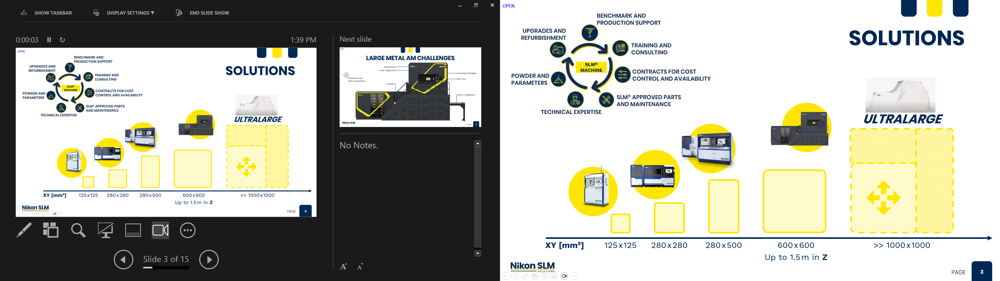 SHOW TASKBAR
DISPLAY SETTINGS ▼
END SLIDE SHOW
0:00:03
1:39 PM
OPEN
SOLUTIONS
BENCHMARK AND
PRODUCTION SUPPORT
UPGRADES AND
REFURBISHMENT
TRAINING AND
CONSULTING
SLM®
MACHINE
POWDER AND
PARAMETERS
CONTRACTS FOR COST
CONTROL AND AVAILABILITY
SLM® APPROVED PARTS
AND MAINTENANCE
TECHNICAL EXPERTISE
ULTRALARGE
XY [mm²]
125x125
280x280
280x500
600x600
>> 1000x1000
Up to 1.5m in Z
Nikon SLM
SOLUTIONS
PAGE
3
Slide 3 of 15
Next slide
OPEN
LARGE METAL AM CHALLENGES
Robustness
Laser Alignment
Business Case
Data Preparation
Filtration
Scanning Strategies
Gas Flow
Factory Integration
Nikon SLM
PAGE
4
No Notes.
A
A
OPEN
SOLUTIONS
BENCHMARK AND
PRODUCTION SUPPORT
UPGRADES AND
REFURBISHMENT
TRAINING AND
CONSULTING
SLM®
MACHINE
POWDER AND
PARAMETERS
CONTRACTS FOR COST
CONTROL AND AVAILABILITY
SLM® APPROVED PARTS
AND MAINTENANCE
TECHNICAL EXPERTISE
ULTRALARGE
Nikon SLM
XY [mm²]
125x125
280x280
280x500
600x600
>> 1000x1000
Up to 1.5m in Z
Nikon SLM
SOLUTIONS
PAGE
3